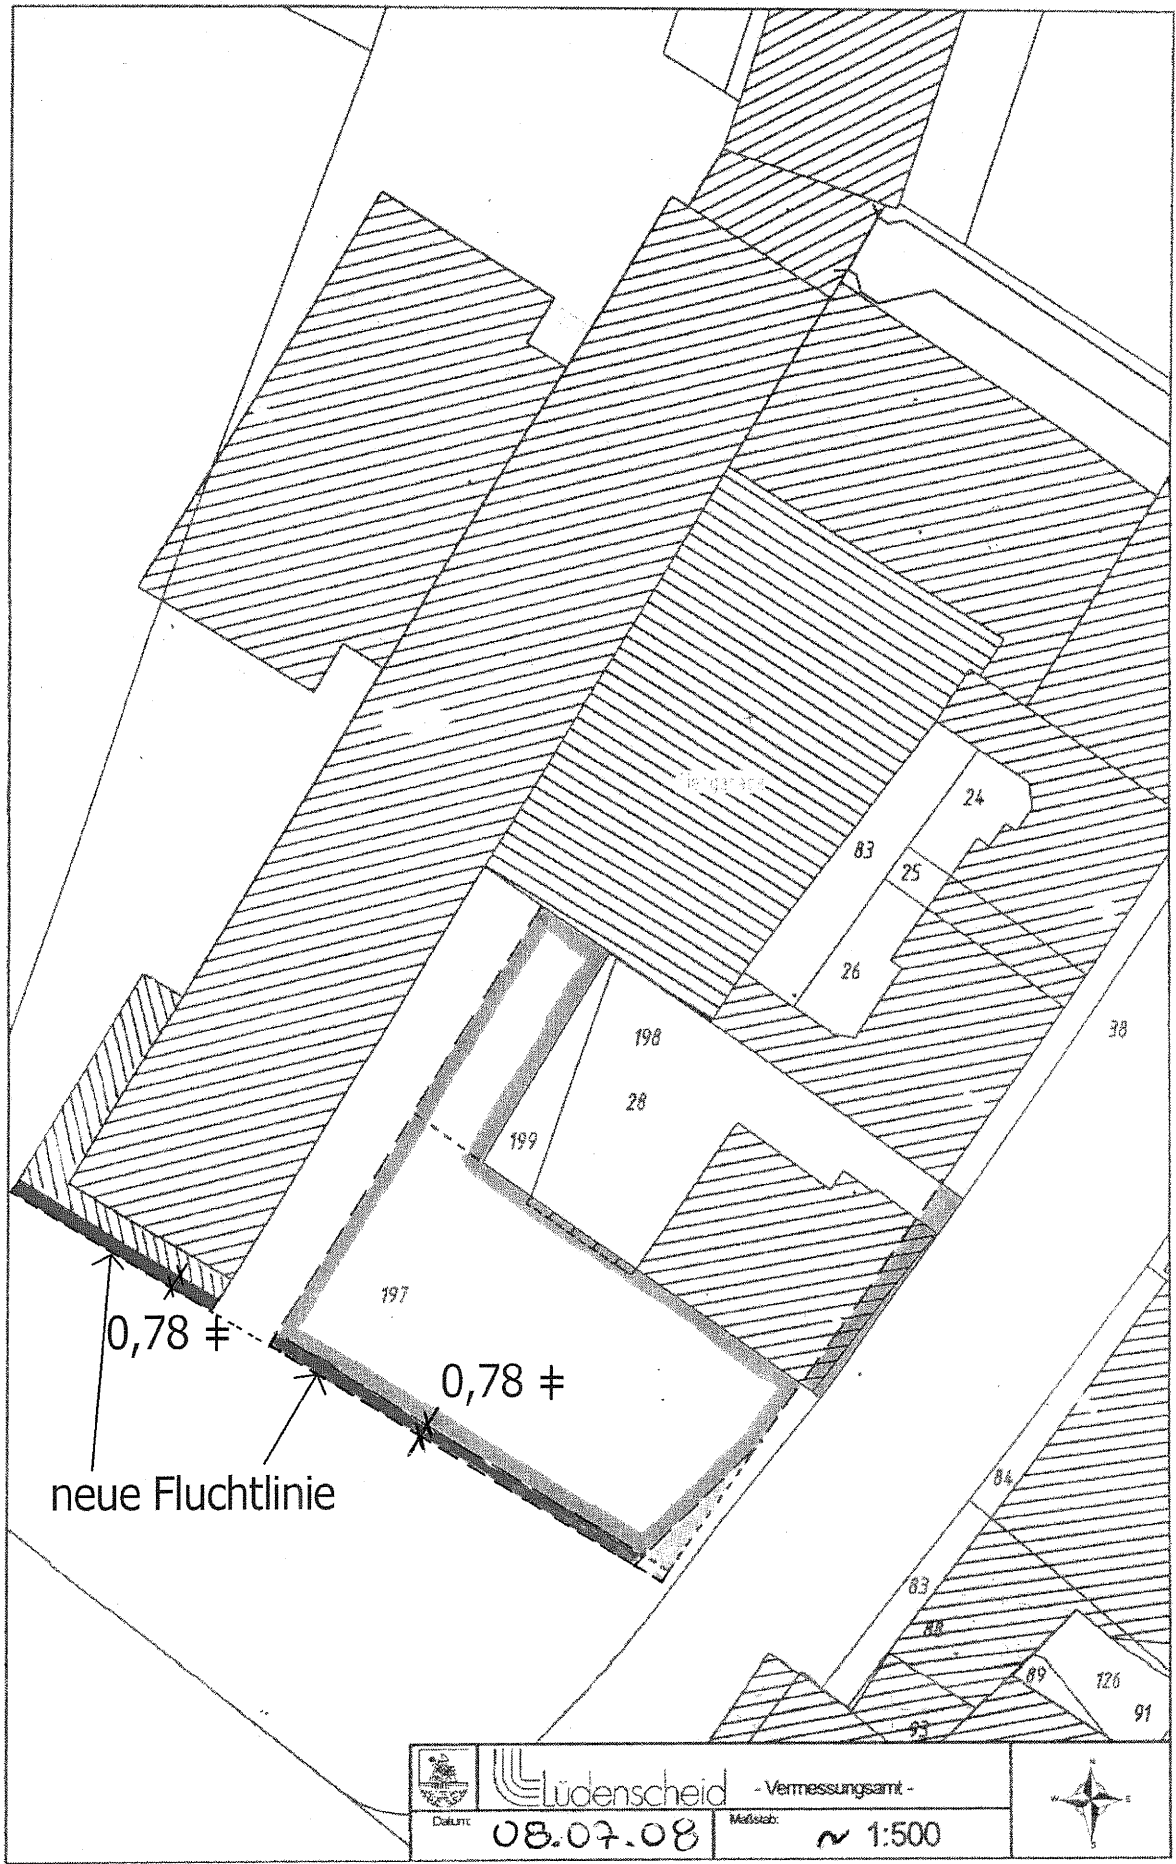 24
83
25
26
38
198
28
199
197
0,78 ‡
0,78 ‡
neue Fluchtlinie
84
83
88
89
126
91
93
Lüdenscheid - Vermessungsamt -
Datum: 08.07.08
Maßstab: ~ 1:500
N
W E
S